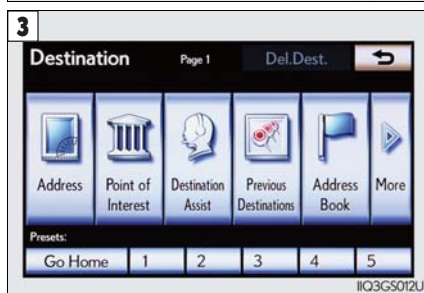 3
Destination Page 1 Del.Dest.
Address
Point of
Interest
Destination
Assist
Previous
Destinations
Address
Book
More
Presets:
Go Home 1 2 3 4 5
IIQ3GS012U